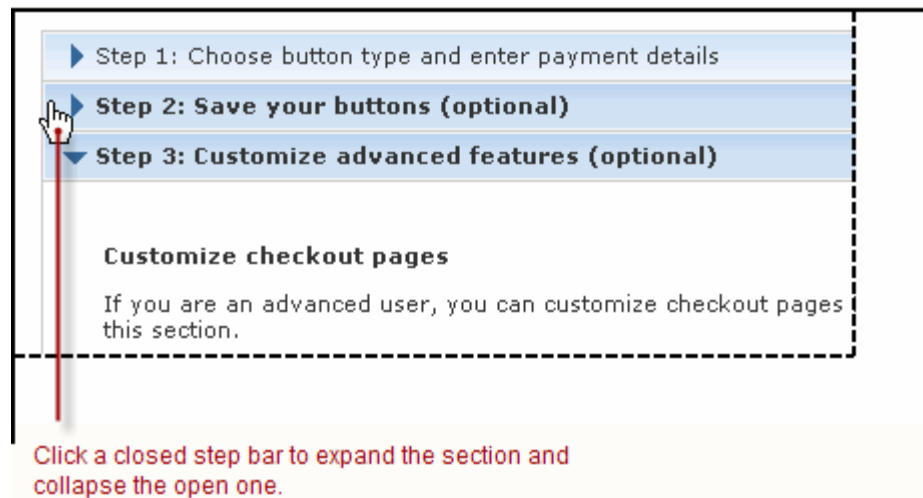 Step 1: Choose button type and enter payment details
Step 2: Save your buttons (optional)
Step 3: Customize advanced features (optional)
Customize checkout pages
If you are an advanced user, you can customize checkout pages
this section.
Click a closed step bar to expand the section and
collapse the open one.